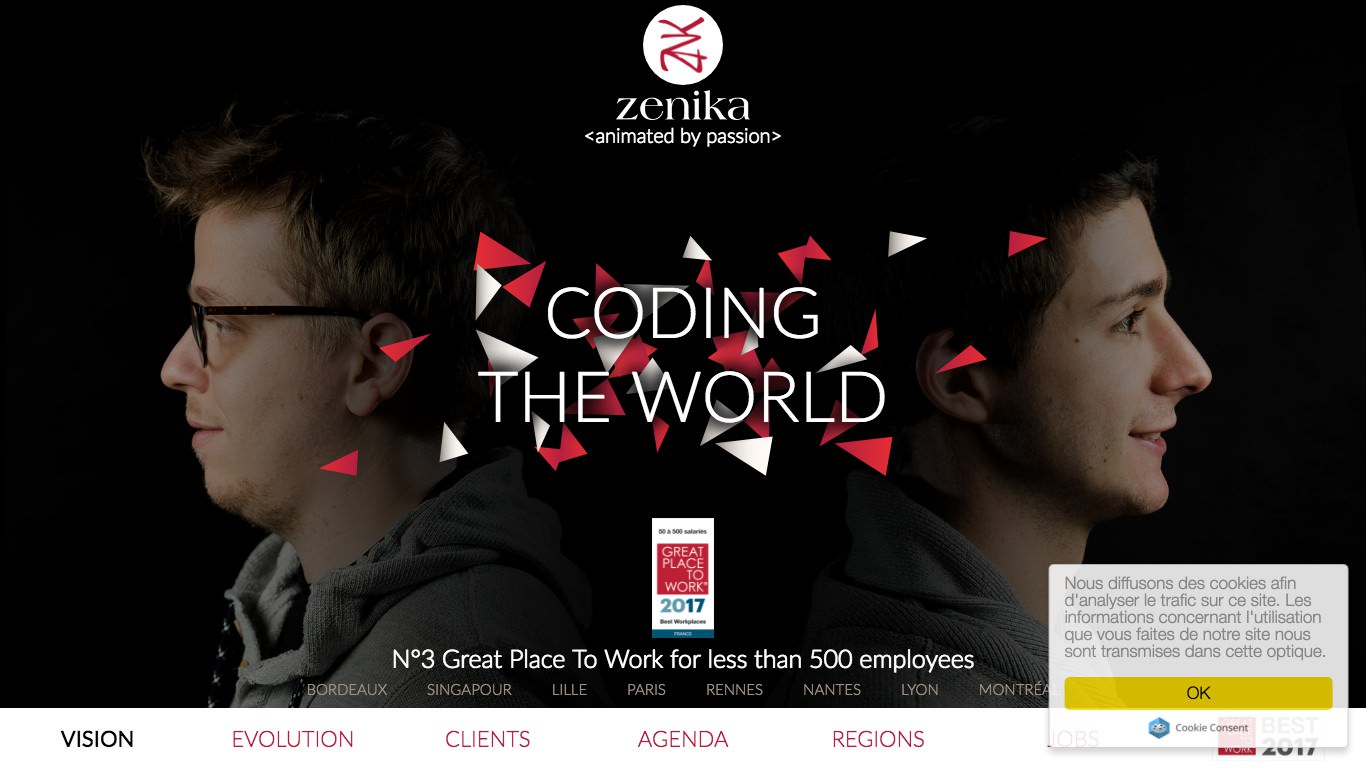 zenika
<animated by passion>
CODING
THE WORLD
50 à 500 salariés
GREAT
PLACE
TO
WORK®
2017
Best Workplaces
FRANCE
N°3 Great Place To Work for less than 500 employees
BORDEAUX SINGAPOUR LILLE PARIS RENNES NANTES LYON MONTRÉAL
Nous diffusons des cookies afin
d'analyser le trafic sur ce site. Les
informations concernant l'utilisation
que vous faites de notre site nous
sont transmises dans cette optique.
OK
Cookie Consent
VISION EVOLUTION CLIENTS AGENDA REGIONS JOBS
BEST
WORK 2017